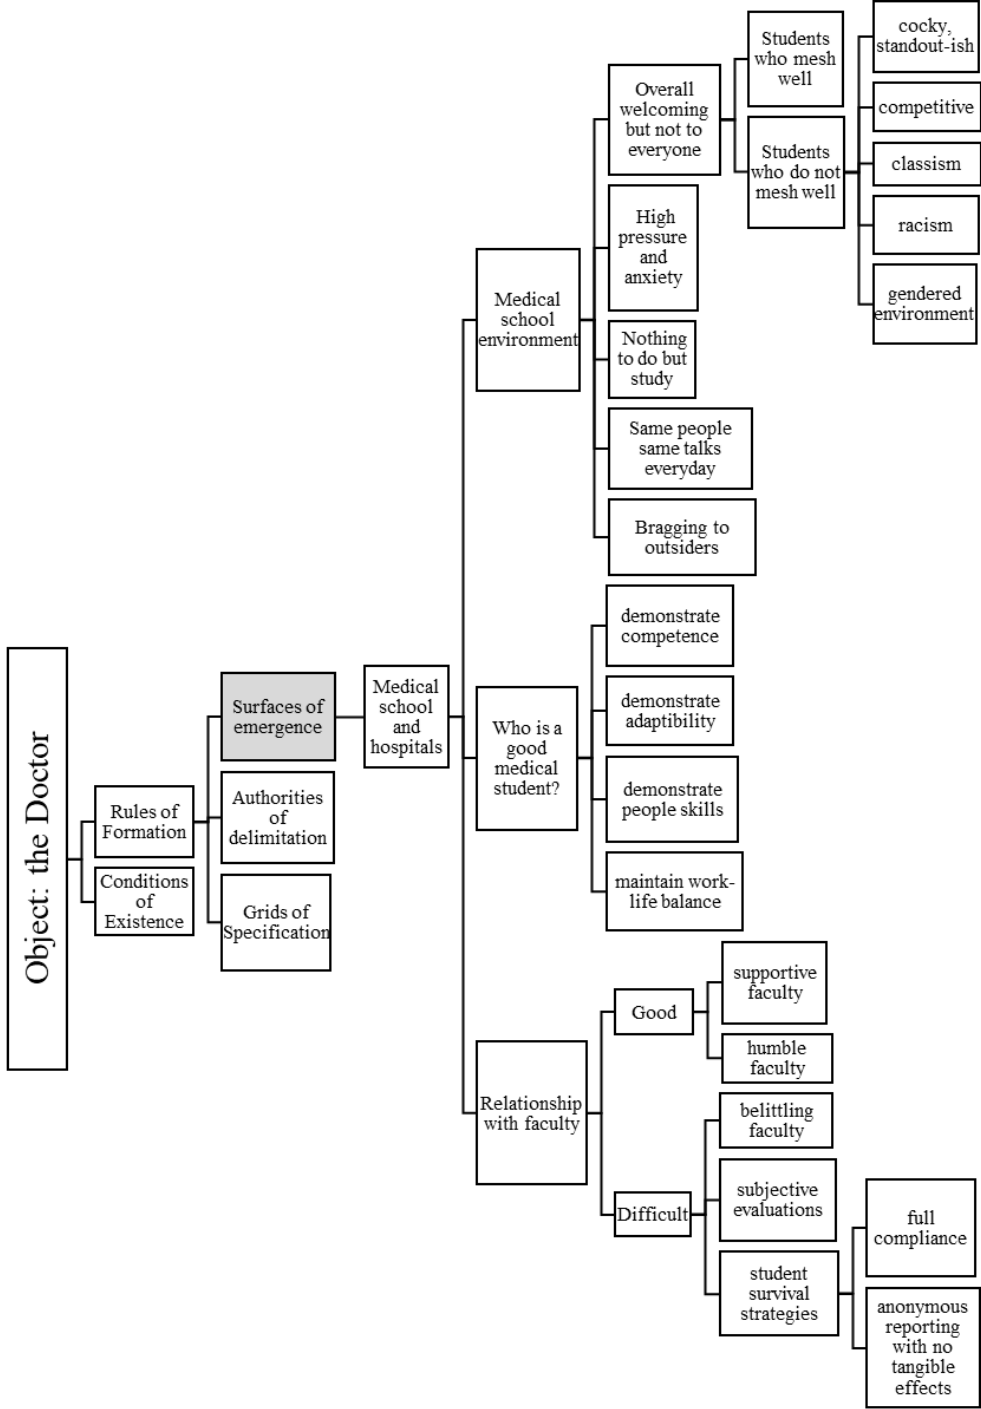 Object: the Doctor
Rules of
Formation
Conditions
of
Existence
Surfaces of
emergence
Authorities
of
delimitation
Grids of
Specification
Medical
school
and
hospitals
Medical
school
environment
Overall
welcoming
but not to
everyone
Students
who mesh
well
Students
who do not
mesh well
cocky,
standout-ish
competitive
classism
racism
gendered
environment
High
pressure
and
anxiety
Nothing
to do but
study
Same people
same talks
everyday
Bragging to
outsiders
Who is a
good
medical
student?
demonstrate
competence
demonstrate
adaptibility
demonstrate
people skills
maintain work-
life balance
Relationship
with faculty
Good
supportive
faculty
humble
faculty
Difficult
belittling
faculty
subjective
evaluations
student
survival
strategies
full
compliance
anonymous
reporting
with no
tangible
effects